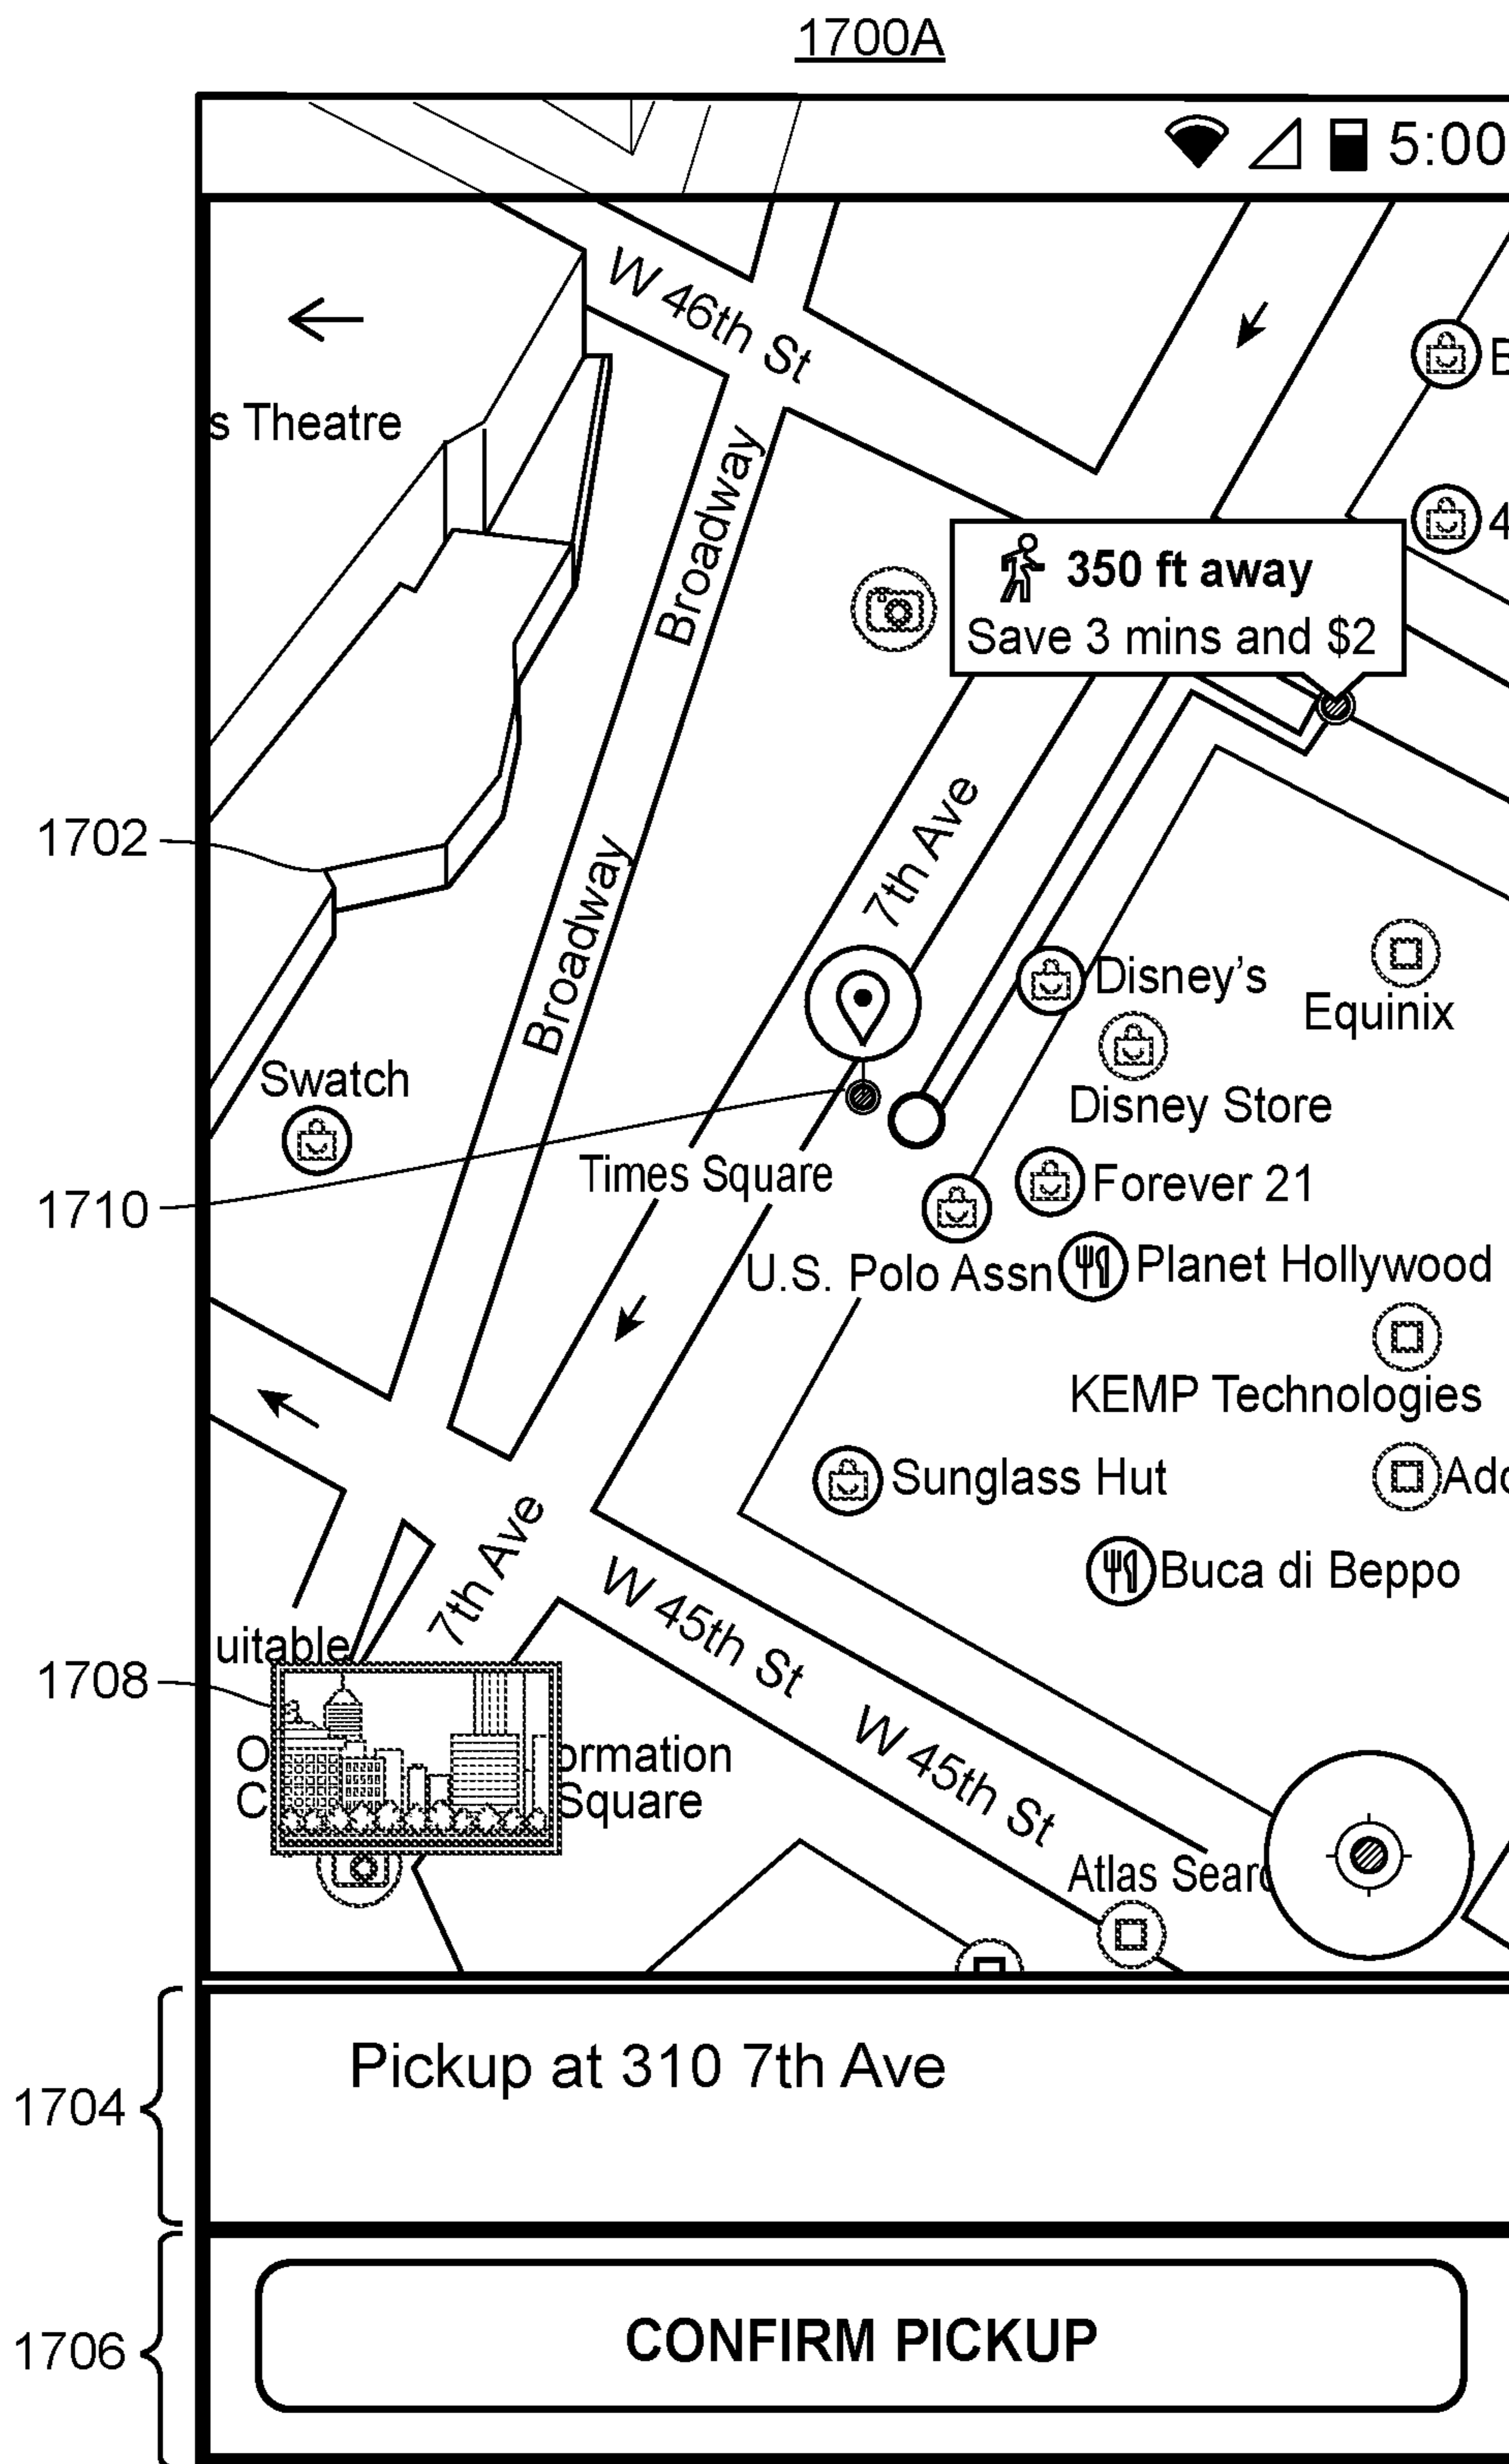 1700A
5:00
W 46th St
s Theatre
B
4
Broadway
350 ft away
Save 3 mins and $2
7th Ave
1702
Broadway
Disney's
Equinix
Swatch
Disney Store
1710
Times Square
Forever 21
U.S. Polo Assn
Planet Hollywood
KEMP Technologies
Sunglass Hut
Add
7th Ave
Buca di Beppo
W 45th St
uitable
1708
W 45th St
O ormation
C Square
Atlas Searc
1704
Pickup at 310 7th Ave
1706
CONFIRM PICKUP